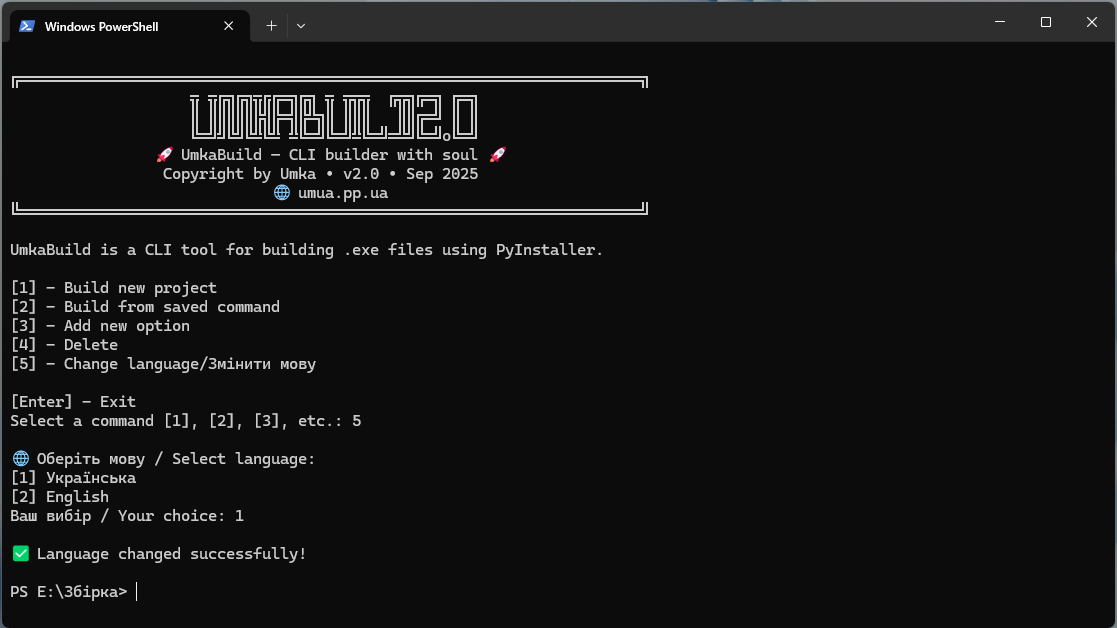 Windows PowerShell
UMKABUILD 2.0
🚀 UmkaBuild — CLI builder with soul 🚀
Copyright by Umka • v2.0 • Sep 2025
🌐 umua.pp.ua
UmkaBuild is a CLI tool for building .exe files using PyInstaller.
[1] — Build new project
[2] — Build from saved command
[3] — Add new option
[4] — Delete
[5] — Change language/Змінити мову
[Enter] — Exit
Select a command [1], [2], [3], etc.: 5
🌐 Оберіть мову / Select language:
[1] Українська
[2] English
Ваш вибір / Your choice: 1
✅ Language changed successfully!
PS E:\Збірка>